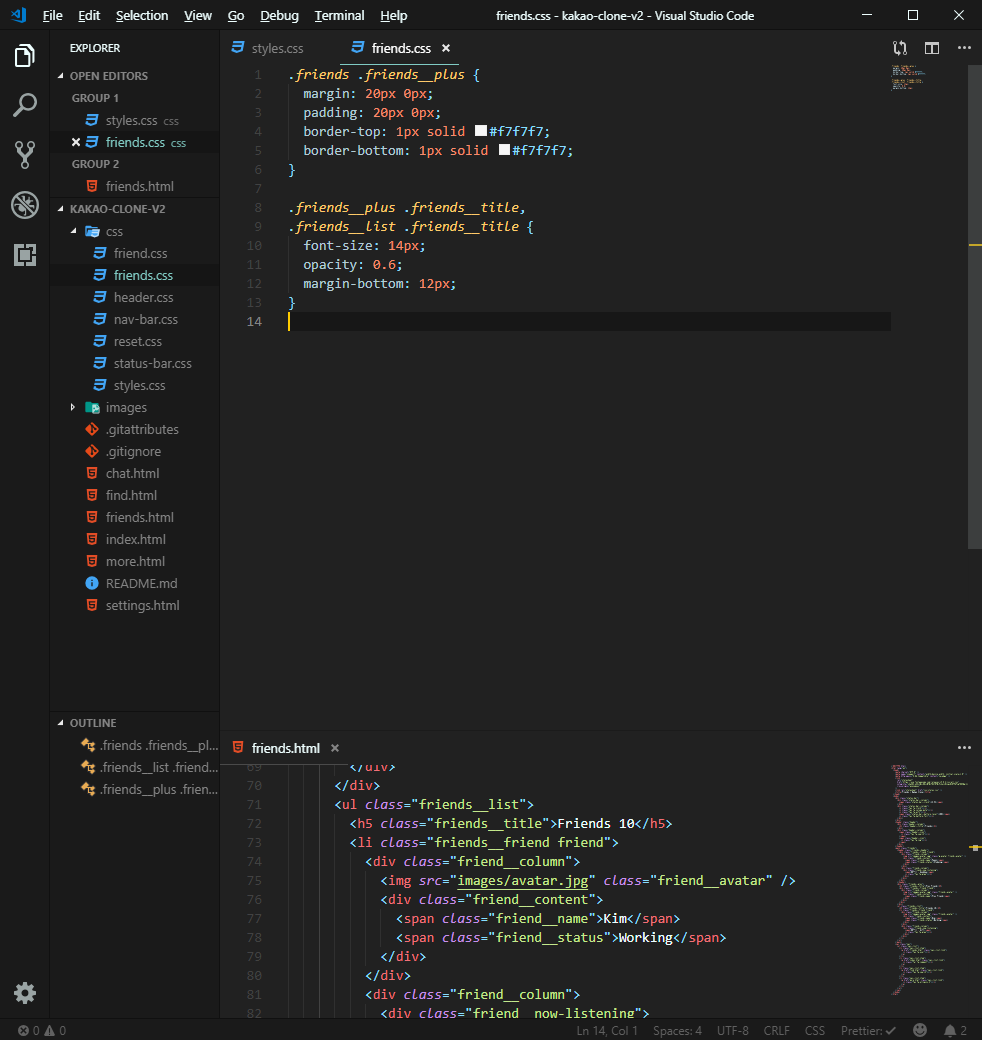 File Edit Selection View Go Debug Terminal Help friends.css - kakao-clone-v2 - Visual Studio Code
EXPLORER
OPEN EDITORS
GROUP 1
styles.css css
friends.css css
GROUP 2
friends.html
KAKAO-CLONE-V2
css
friend.css
friends.css
header.css
nav-bar.css
reset.css
status-bar.css
styles.css
images
.gitattributes
.gitignore
chat.html
find.html
friends.html
index.html
more.html
README.md
settings.html
OUTLINE
.friends .friends__pl...
.friends__list .friend...
.friends__plus .frien...
styles.css friends.css
1 .friends .friends__plus {
2 margin: 20px 0px;
3 padding: 20px 0px;
4 border-top: 1px solid #f7f7f7;
5 border-bottom: 1px solid #f7f7f7;
6 }
7
8 .friends__plus .friends__title,
9 .friends__list .friends__title {
10 font-size: 14px;
11 opacity: 0.6;
12 margin-bottom: 12px;
13 }
14
friends.html
69 </div>
70 </div>
71 <ul class="friends__list">
72 <h5 class="friends__title">Friends 10</h5>
73 <li class="friends__friend friend">
74 <div class="friend__column">
75 <img src="images/avatar.jpg" class="friend__avatar" />
76 <div class="friend__content">
77 <span class="friend__name">Kim</span>
78 <span class="friend__status">Working</span>
79 </div>
80 </div>
81 <div class="friend__column">
82 <div class="friend__now-listening">
0 0 Ln 14, Col 1 Spaces: 4 UTF-8 CRLF CSS Prettier: ✓ 2